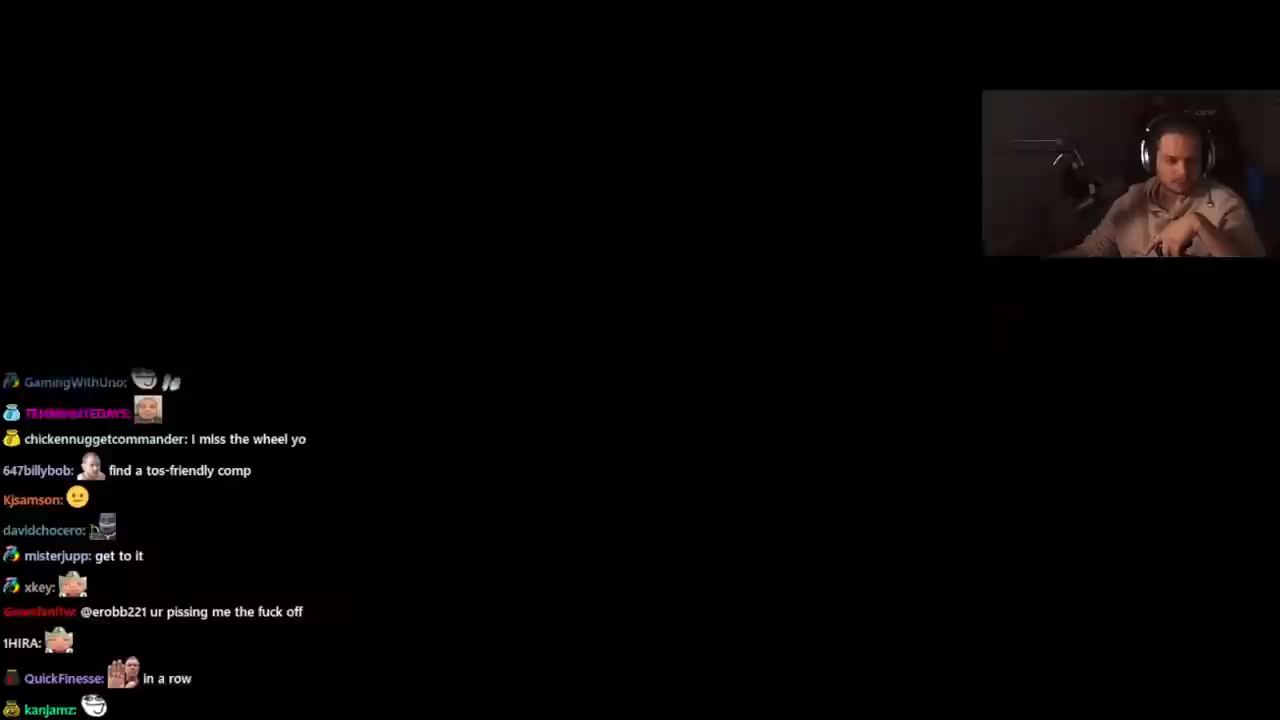 GamingWithUno:
chickennuggetcommander: I miss the wheel yo
647billybob: find a tos-friendly comp
Kjsamson:
davidchocero:
misterjupp: get to it
xkey:
@erobb221 ur pissing me the fuck off
1HIRA:
QuickFinesse: in a row
kanjamz: